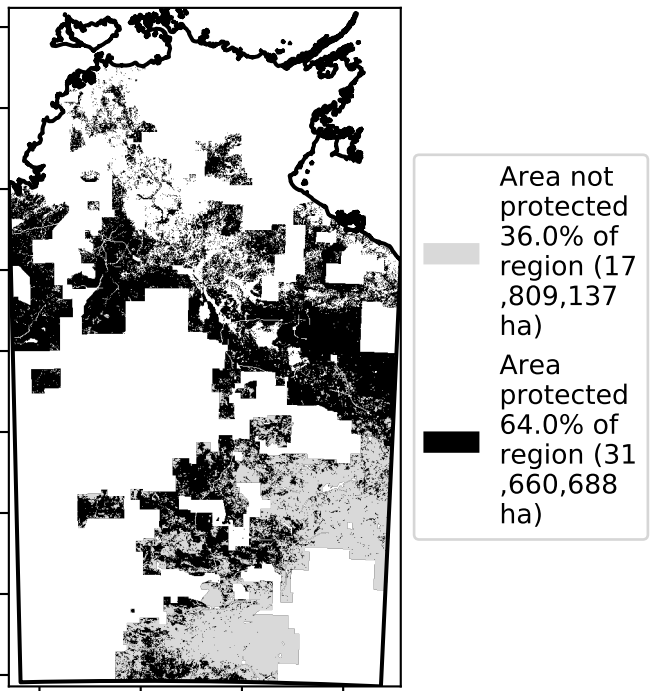 Area not
protected
36.0% of
region (17
,809,137
ha)
Area
protected
64.0% of
region (31
,660,688
ha)